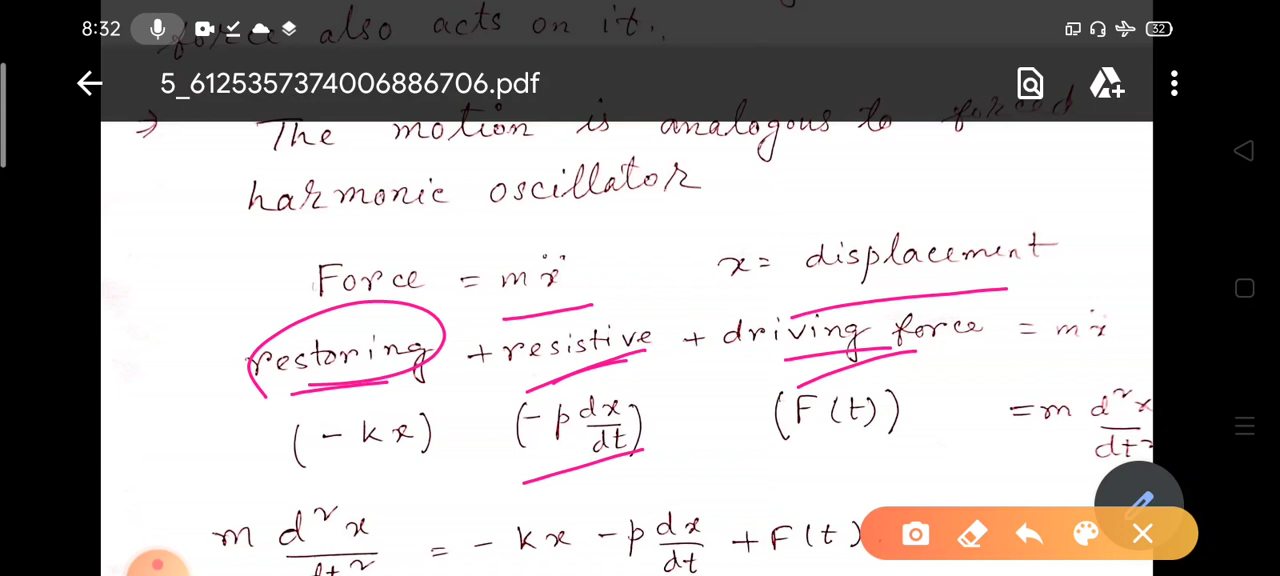 8:32
32
force also acts on it.
5_6125357374006886706.pdf
→ The motion is analogous to forced
harmonic oscillator
Force = mẍ x = displacement
restoring + resistive + driving force = mẍ
(- kx) (- p dx/dt) (F(t)) = m d²x/dt²
m d²x/dt² = - kx - p dx/dt + F(t)